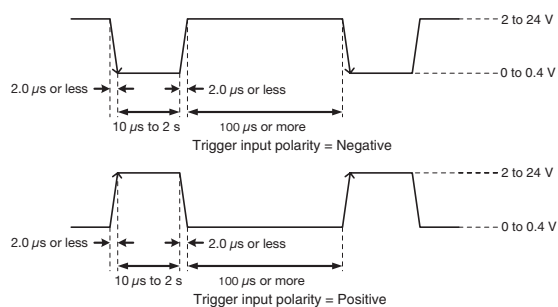 2 to 24 V
0 to 0.4 V
2.0 µs or less
2.0 µs or less
10 µs to 2 s
100 µs or more
Trigger input polarity = Negative
2 to 24 V
0 to 0.4 V
2.0 µs or less
2.0 µs or less
10 µs to 2 s
100 µs or more
Trigger input polarity = Positive